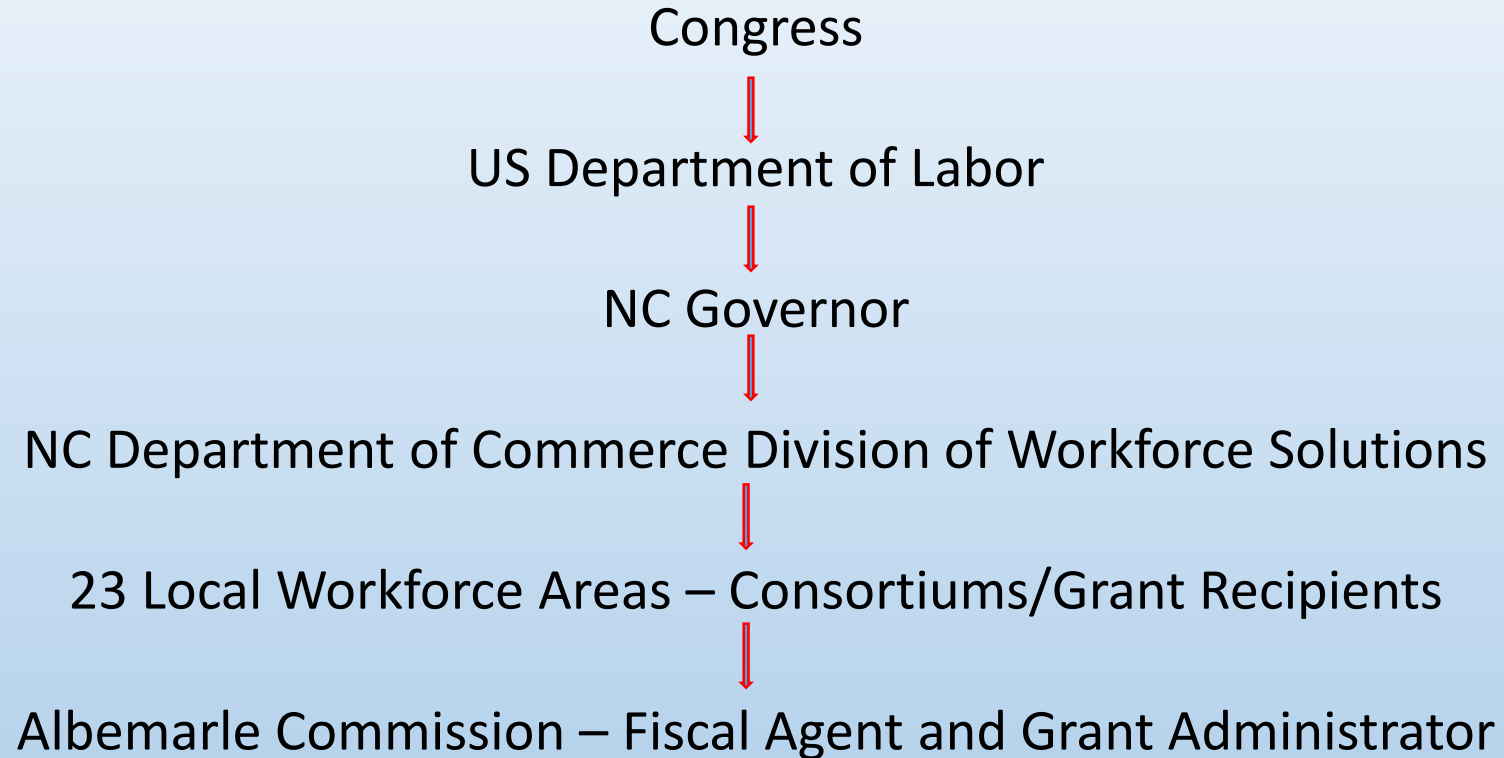 Congress
US Department of Labor
NC Governor
NC Department of Commerce Division of Workforce Solutions
23 Local Workforce Areas – Consortiums/Grant Recipients
Albemarle Commission – Fiscal Agent and Grant Administrator